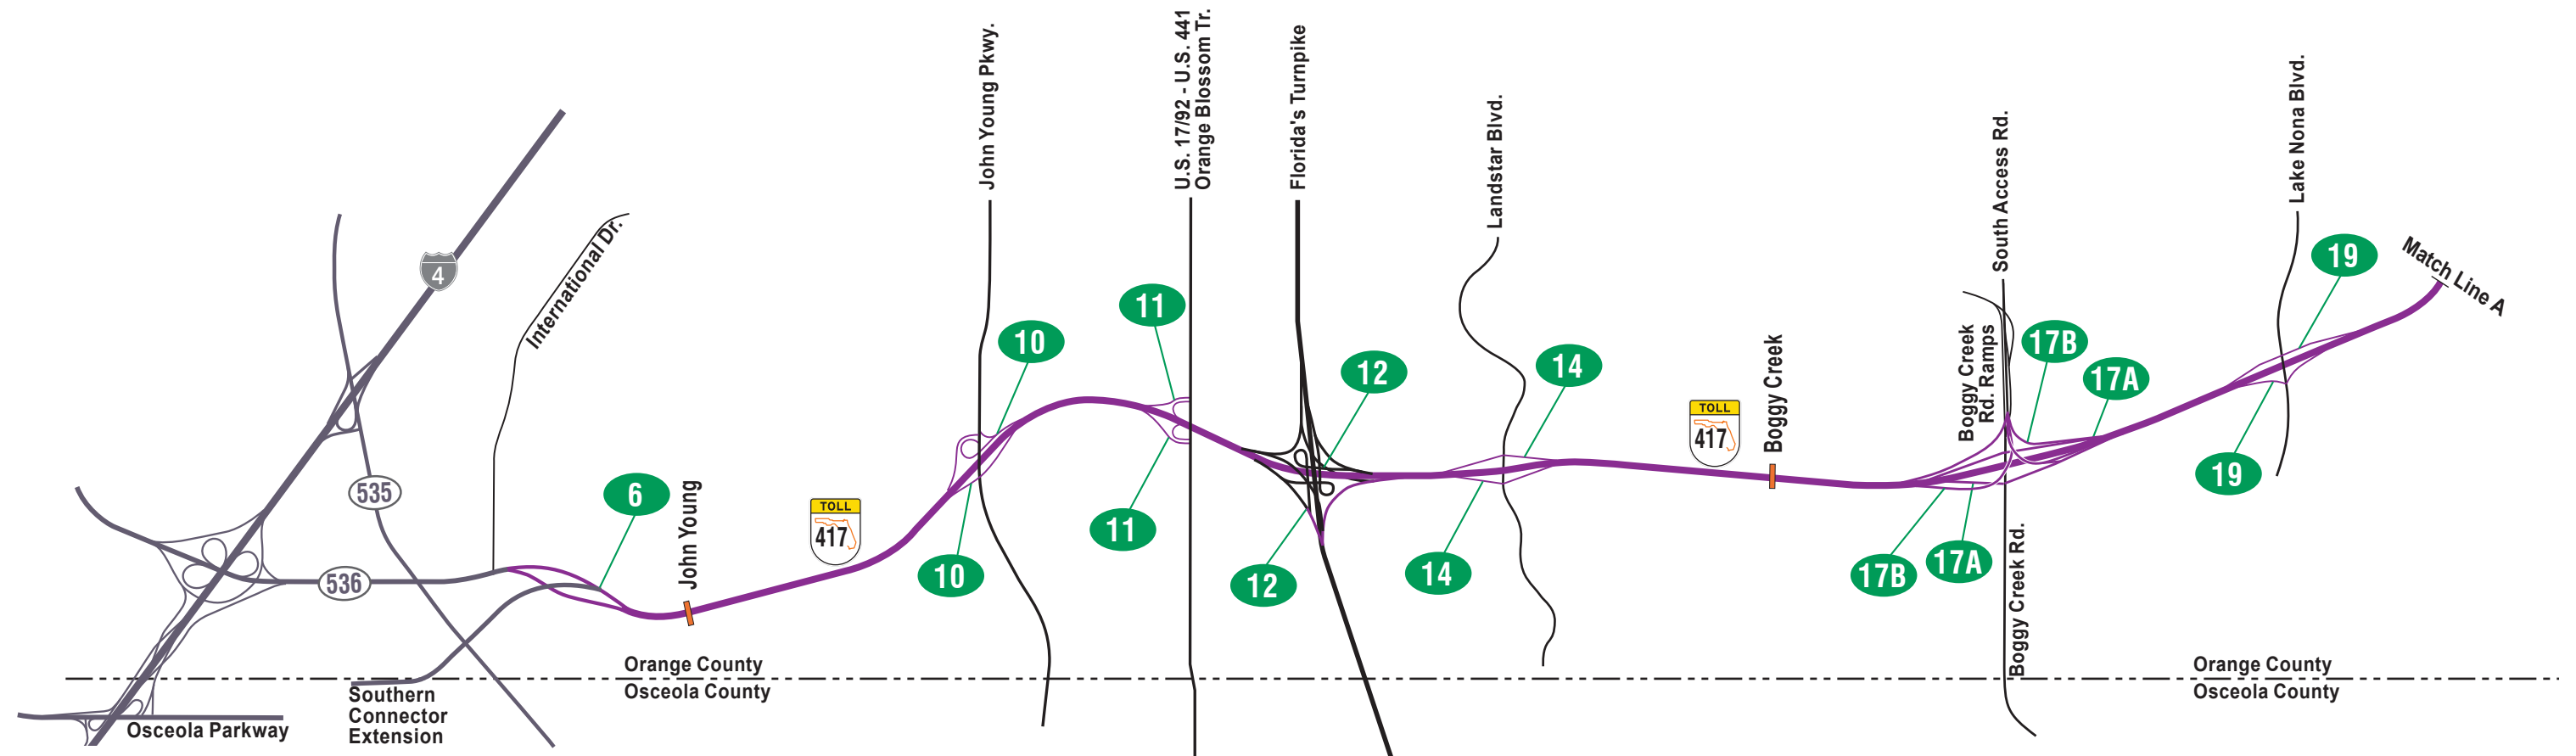 John Young Pkwy.
U.S. 17/92 - U.S. 441
Orange Blossom Tr.
Florida's Turnpike
Landstar Blvd.
South Access Rd.
Lake Nona Blvd.
Match Line A
International Dr.
4
535
536
6
John Young
TOLL
417
10
10
11
11
12
12
14
14
TOLL
417
Boggy Creek
Boggy Creek
Rd. Ramps
17B
17A
17B
17A
19
19
Boggy Creek Rd.
Orange County
Osceola County
Orange County
Osceola County
Southern
Connector
Extension
Osceola Parkway